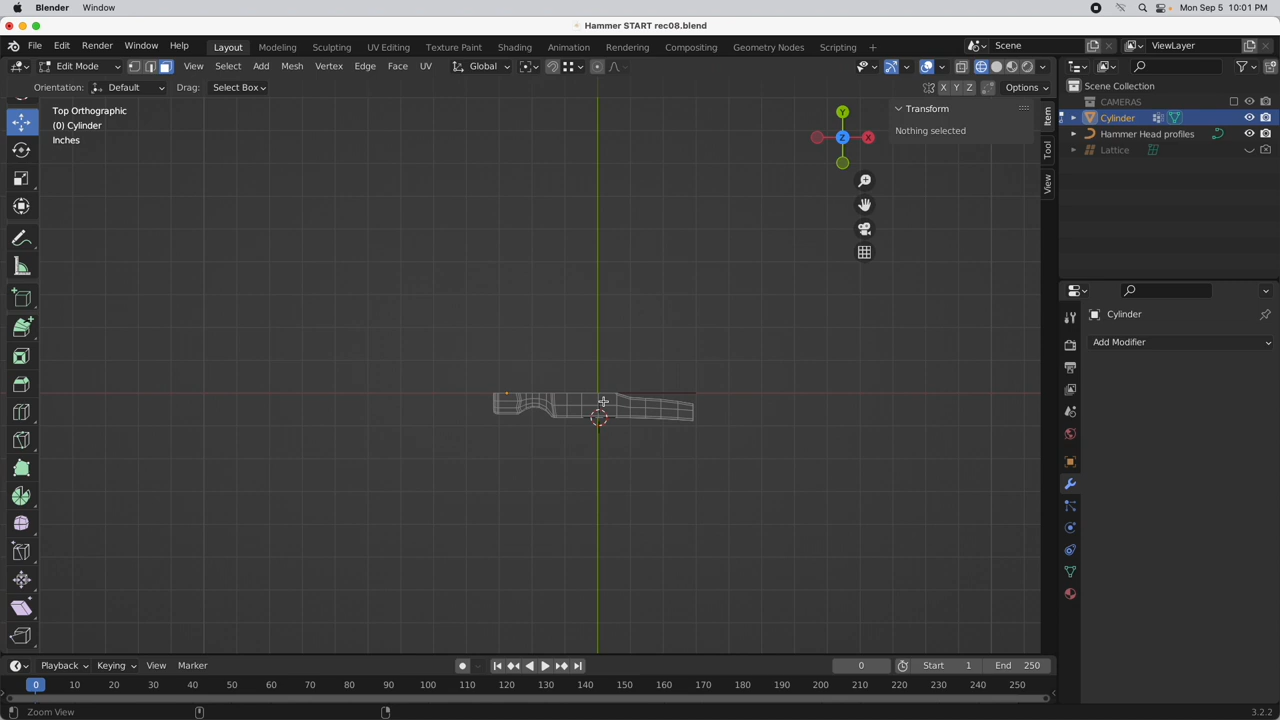 Blender Window Mon Sep 5 10:01 PM
Hammer START rec08.blend
File Edit Render Window Help Layout Modeling Sculpting UV Editing Texture Paint Shading Animation Rendering Compositing Geometry Nodes Scripting + Scene ViewLayer
Edit Mode View Select Add Mesh Vertex Edge Face UV Global
Orientation: Default Drag: Select Box X Y Z Options
Scene Collection
CAMERAS
Cylinder
Hammer Head profiles
Lattice
Top Orthographic
(0) Cylinder
Inches
Transform
Nothing selected
Item
Tool
View
Y
Z
X
Cylinder
Add Modifier
Playback Keying View Marker 0 Start 1 End 250
0 10 20 30 40 50 60 70 80 90 100 110 120 130 140 150 160 170 180 190 200 210 220 230 240 250
Zoom View 3.2.2